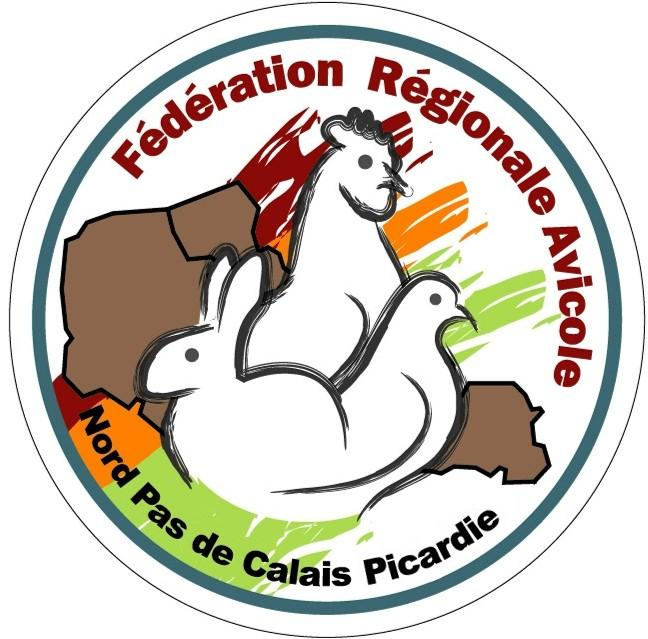 Fédération Régionale Avicole
Nord Pas de Calais Picardie